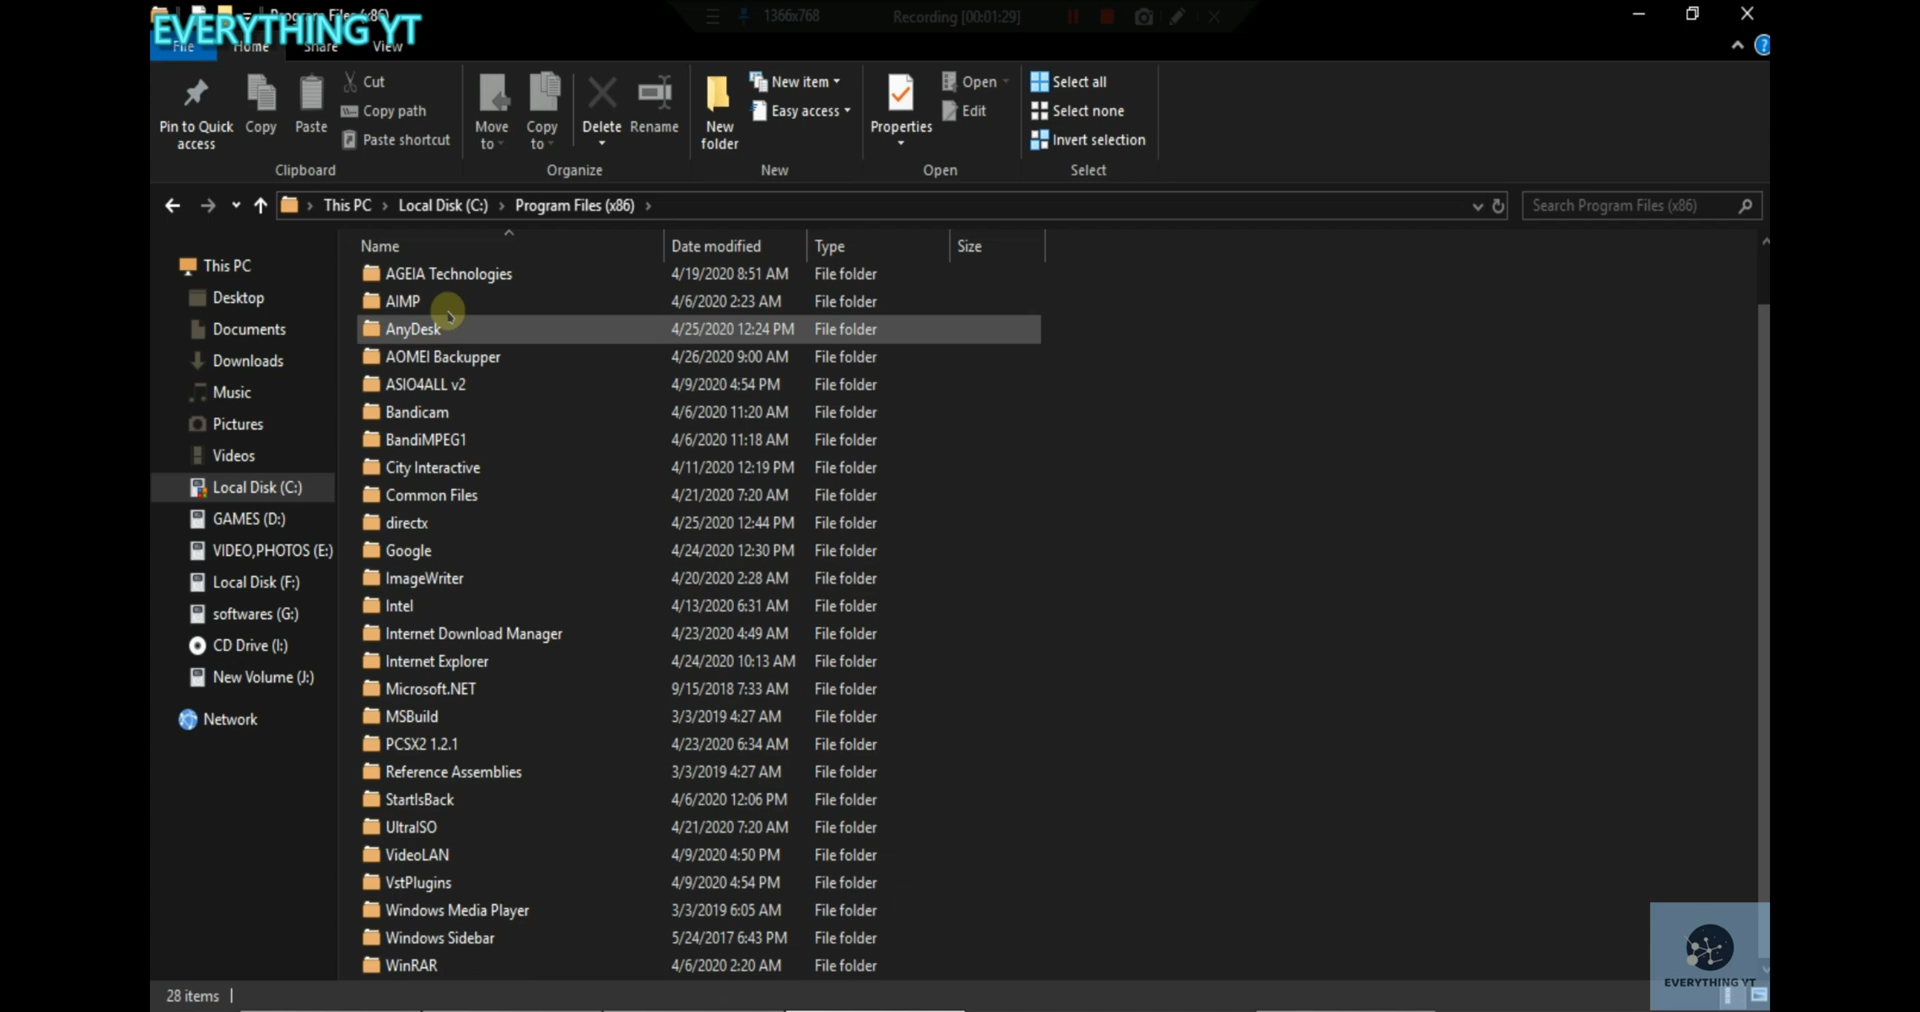 Program Files (x86)
EVERYTHING YT
1366x768
Recording [00:01:29]
File
Home
Share
View
Pin to Quick access
Copy
Paste
Cut
Copy path
Paste shortcut
Clipboard
Move to
Copy to
Delete
Rename
Organize
New folder
New item
Easy access
New
Properties
Open
Edit
Open
Select all
Select none
Invert selection
Select
This PC
Local Disk (C:)
Program Files (x86)
Search Program Files (x86)
This PC
Desktop
Documents
Downloads
Music
Pictures
Videos
Local Disk (C:)
GAMES (D:)
VIDEO,PHOTOS (E:)
Local Disk (F:)
softwares (G:)
CD Drive (I:)
New Volume (J:)
Network
Name Date modified Type Size
AGEIA Technologies 4/19/2020 8:51 AM File folder
AIMP 4/6/2020 2:23 AM File folder
AnyDesk 4/25/2020 12:24 PM File folder
AOMEI Backupper 4/26/2020 9:00 AM File folder
ASIO4ALL v2 4/9/2020 4:54 PM File folder
Bandicam 4/6/2020 11:20 AM File folder
BandiMPEG1 4/6/2020 11:18 AM File folder
City Interactive 4/11/2020 12:19 PM File folder
Common Files 4/21/2020 7:20 AM File folder
directx 4/25/2020 12:44 PM File folder
Google 4/24/2020 12:30 PM File folder
ImageWriter 4/20/2020 2:28 AM File folder
Intel 4/13/2020 6:31 AM File folder
Internet Download Manager 4/23/2020 4:49 AM File folder
Internet Explorer 4/24/2020 10:13 AM File folder
Microsoft.NET 9/15/2018 7:33 AM File folder
MSBuild 3/3/2019 4:27 AM File folder
PCSX2 1.2.1 4/23/2020 6:34 AM File folder
Reference Assemblies 3/3/2019 4:27 AM File folder
StartIsBack 4/6/2020 12:06 PM File folder
UltraISO 4/21/2020 7:20 AM File folder
VideoLAN 4/9/2020 4:50 PM File folder
VstPlugins 4/9/2020 4:54 PM File folder
Windows Media Player 3/3/2019 6:05 AM File folder
Windows Sidebar 5/24/2017 6:43 PM File folder
WinRAR 4/6/2020 2:20 AM File folder
28 items
EVERYTHING YT